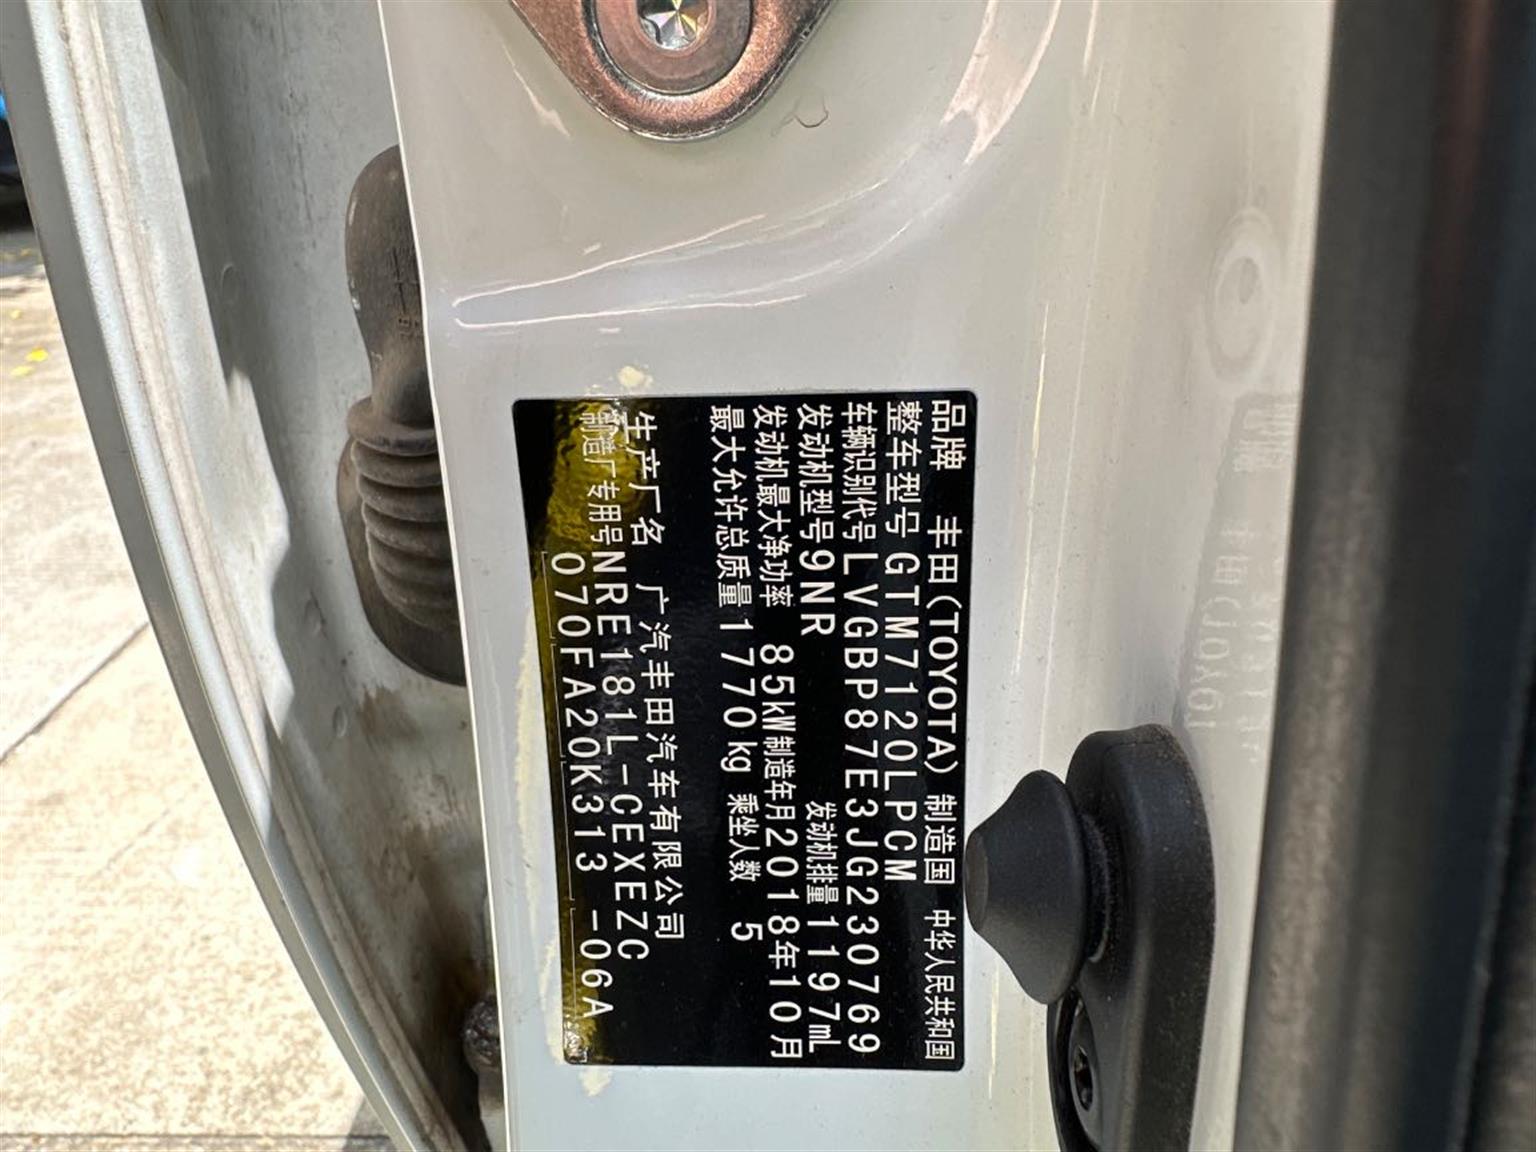 品牌 丰田(TOYOTA) 制造国 中华人民共和国
整车型号 GTM7120LPCM
车辆识别代号 LVGBP87E3JG230769
发动机型号 9NR 发动机排量 1197mL
发动机最大净功率 85kW 制造年月 2018年10月
最大允许总质量 1770kg 乘坐人数 5
生产厂名 广汽丰田汽车有限公司
制造厂专用号 NRE181L-CEXEZC
070FA20K313 -06A